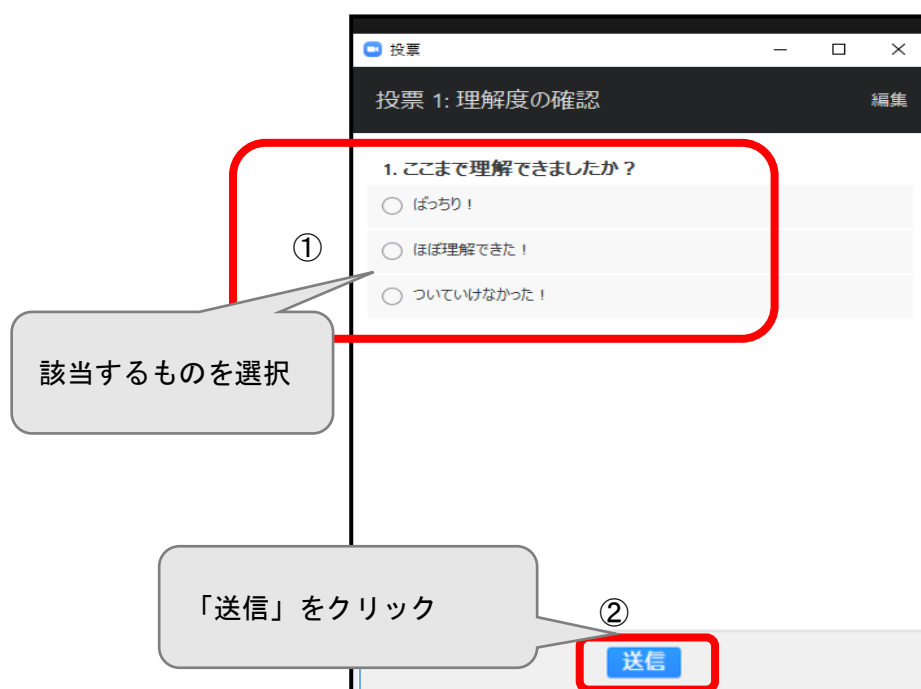 投票
投票 1: 理解度の確認
編集
1. ここまで理解できましたか？
ばっちり！
①
ほぼ理解できた！
ついていけなかった！
該当するものを選択
「送信」をクリック
②
送信